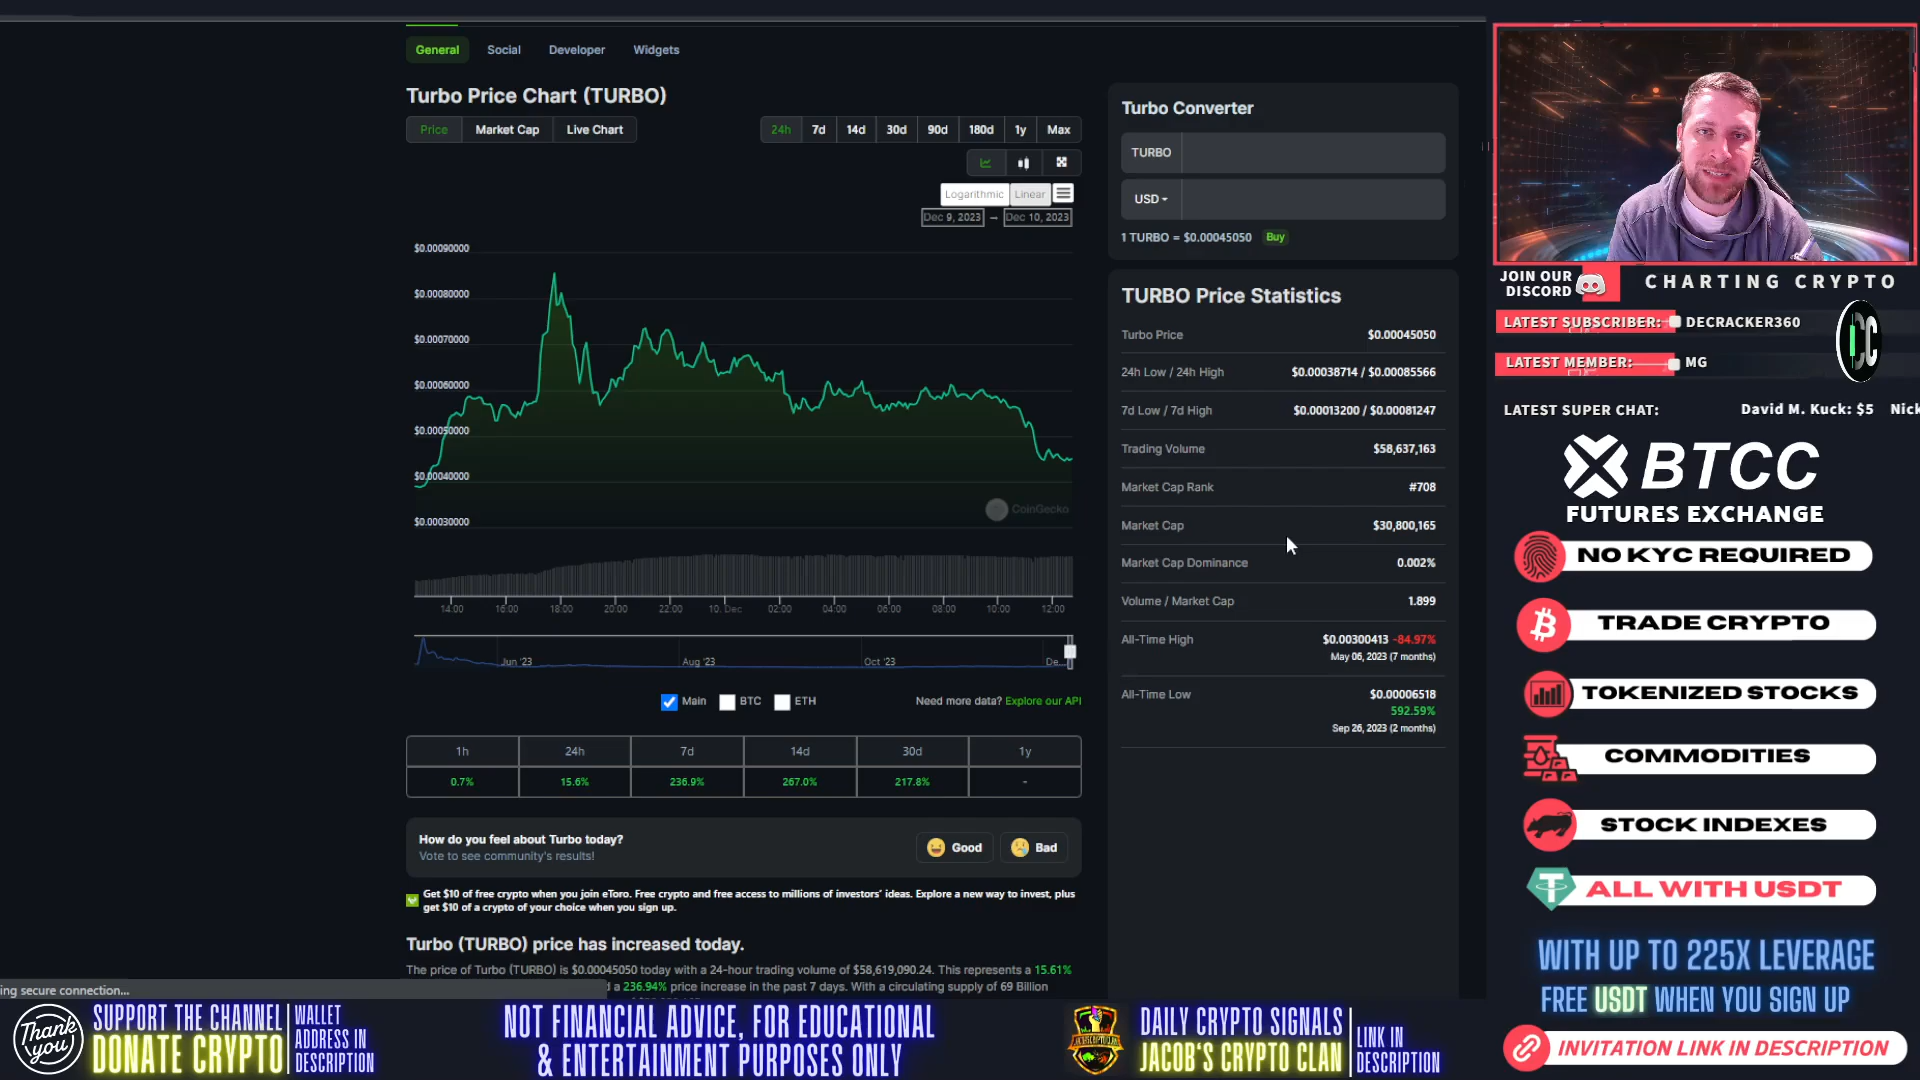 General Social Developer Widgets
Turbo Price Chart (TURBO)
Price Market Cap Live Chart
24h 7d 14d 30d 90d 180d 1y Max
Logarithmic Linear
Dec 9, 2023 → Dec 10, 2023
$0.00090000
$0.00080000
$0.00070000
$0.00060000
$0.00050000
$0.00040000
$0.00030000
CoinGecko
14:00 16:00 18:00 20:00 22:00 10. Dec 02:00 04:00 06:00 08:00 10:00 12:00
Jun '23 Aug '23 Oct '23 De...
Main BTC ETH
Need more data? Explore our API
1h 24h 7d 14d 30d 1y
0.7% 15.6% 236.9% 267.0% 217.8% -
How do you feel about Turbo today?
Vote to see community's results!
Good Bad
Get $10 of free crypto when you join eToro. Free crypto and free access to millions of investors' ideas. Explore a new way to invest, plus
get $10 of a crypto of your choice when you sign up.
Turbo (TURBO) price has increased today.
The price of Turbo (TURBO) is $0.00045050 today with a 24-hour trading volume of $58,619,090.24. This represents a 15.61%
d a 236.94% price increase in the past 7 days. With a circulating supply of 69 Billion
ing secure connection...
Turbo Converter
TURBO
USD
1 TURBO = $0.00045050 Buy
TURBO Price Statistics
Turbo Price $0.00045050
24h Low / 24h High $0.00038714 / $0.00085566
7d Low / 7d High $0.00013200 / $0.00081247
Trading Volume $58,637,163
Market Cap Rank #708
Market Cap $30,800,165
Market Cap Dominance 0.002%
Volume / Market Cap 1.899
All-Time High $0.00300413 -84.97%
May 06, 2023 (7 months)
All-Time Low $0.00006518
592.59%
Sep 26, 2023 (2 months)
JOIN OUR
DISCORD
CHARTING CRYPTO
LATEST SUBSCRIBER: DECRACKER360
LATEST MEMBER: MG
CC
LATEST SUPER CHAT: David M. Kuck: $5 Nick
BTCC
FUTURES EXCHANGE
NO KYC REQUIRED
TRADE CRYPTO
TOKENIZED STOCKS
COMMODITIES
STOCK INDEXES
ALL WITH USDT
WITH UP TO 225X LEVERAGE
FREE USDT WHEN YOU SIGN UP
INVITATION LINK IN DESCRIPTION
Thank you
SUPPORT THE CHANNEL
DONATE CRYPTO
WALLET
ADDRESS IN
DESCRIPTION
NOT FINANCIAL ADVICE, FOR EDUCATIONAL
& ENTERTAINMENT PURPOSES ONLY
DAILY CRYPTO SIGNALS
JACOB'S CRYPTO CLAN
LINK IN
DESCRIPTION